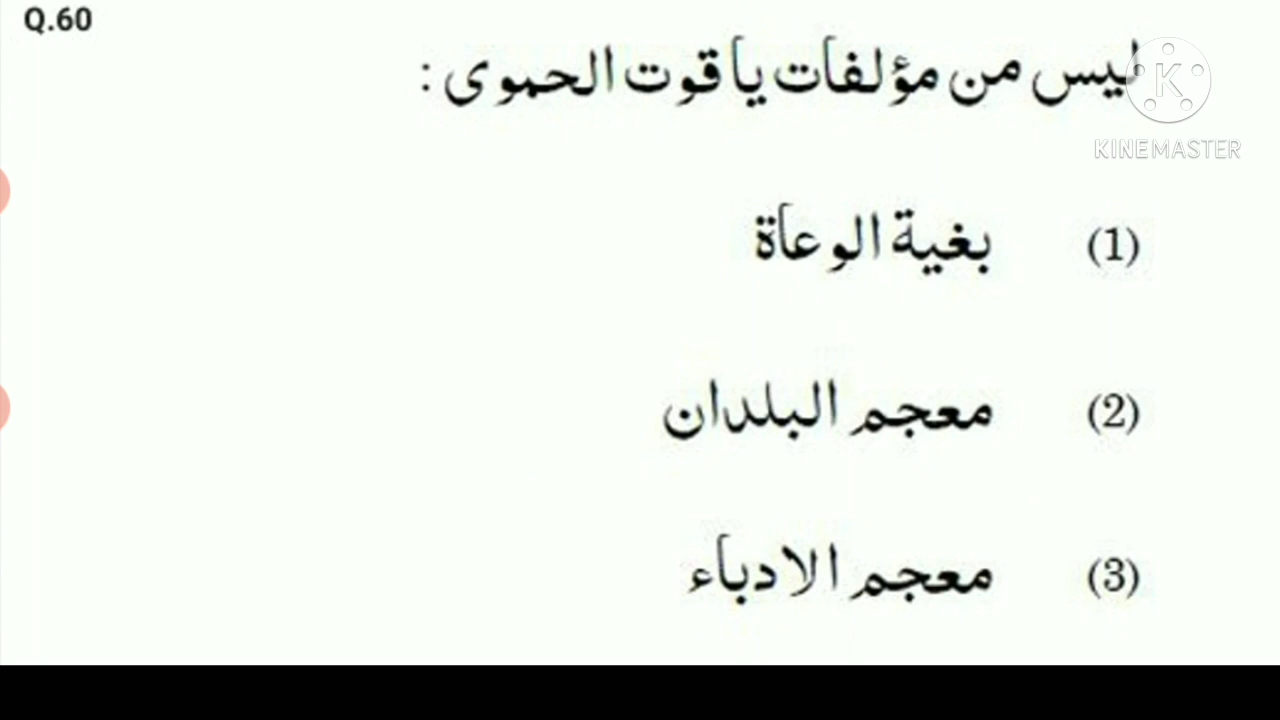 Q.60
ليس من مؤلفات ياقوت الحموى :
KINEMASTER
(1) بغية الوعاة
(2) معجم البلدان
(3) معجم الادباء